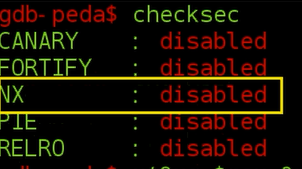 gdb-peda$ checksec
CANARY : disabled
FORTIFY : disabled
NX : disabled
PIE : disabled
RELRO : disabled